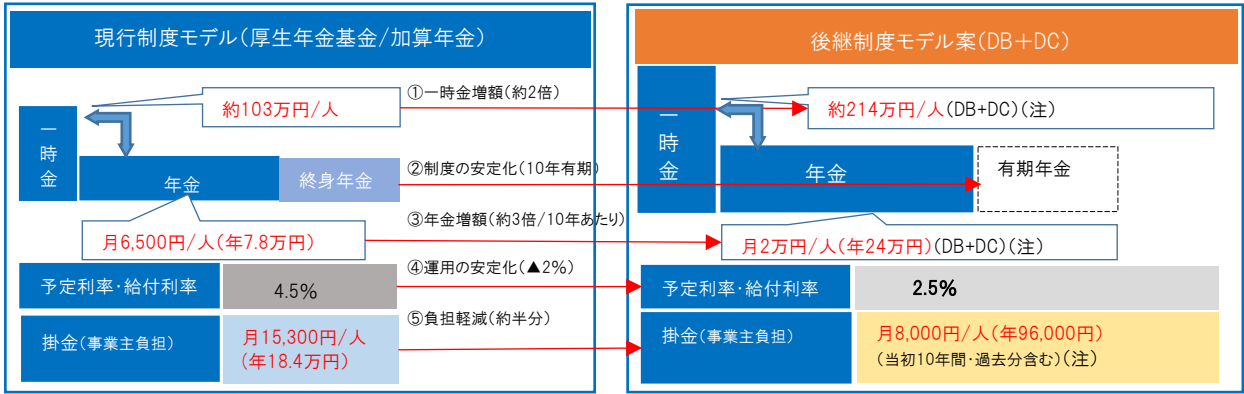 現行制度モデル(厚生年金基金/加算年金)
一時金
約103万円/人
年金
終身年金
月6,500円/人(年7.8万円)
予定利率・給付利率
4.5%
掛金(事業主負担)
月15,300円/人
(年18.4万円)
①一時金増額(約2倍)
②制度の安定化(10年有期)
③年金増額(約3倍/10年あたり)
④運用の安定化(▲2%)
⑤負担軽減(約半分)
後継制度モデル案(DB+DC)
一時金
約214万円/人(DB+DC)(注)
年金
有期年金
月2万円/人(年24万円)(DB+DC)(注)
予定利率・給付利率
2.5%
掛金(事業主負担)
月8,000円/人(年96,000円)
(当初10年間・過去分含む)(注)